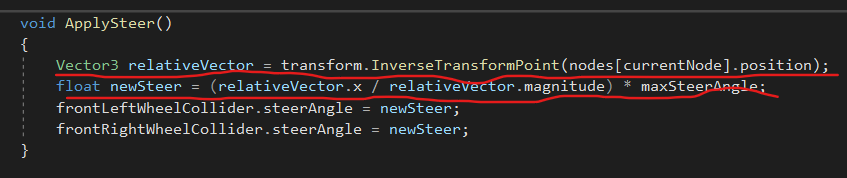 void ApplySteer()
{
Vector3 relativeVector = transform.InverseTransformPoint(nodes[currentNode].position);
float newSteer = (relativeVector.x / relativeVector.magnitude) * maxSteerAngle;
frontLeftWheelCollider.steerAngle = newSteer;
frontRightWheelCollider.steerAngle = newSteer;
}